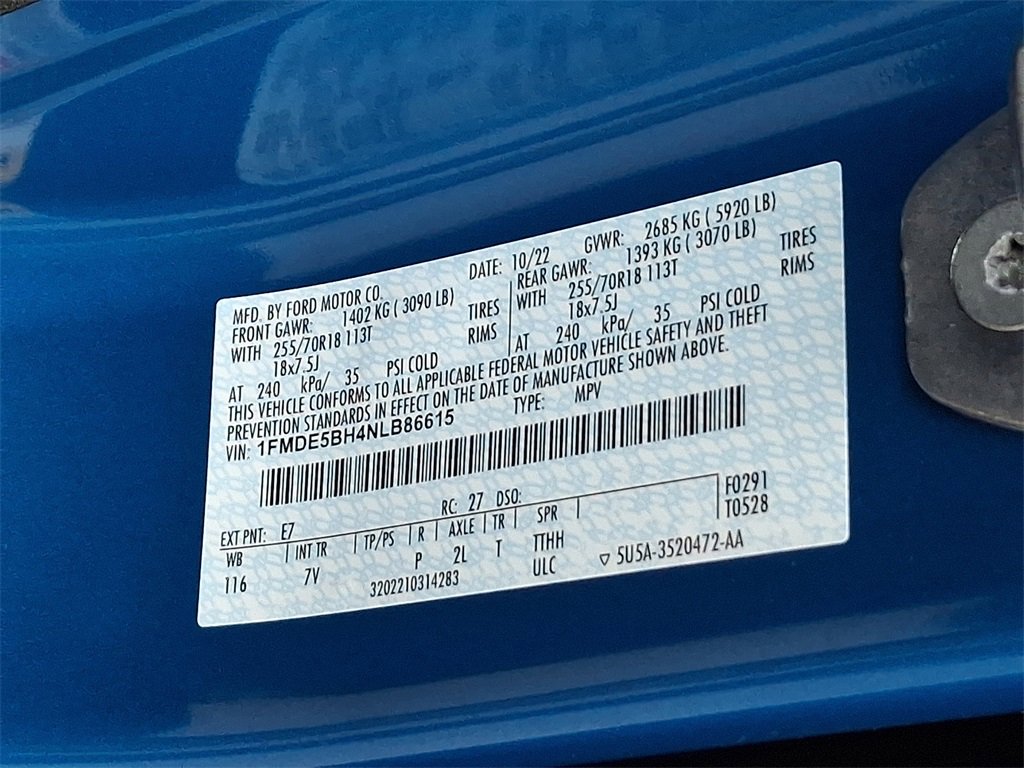 MFD. BY FORD MOTOR CO. DATE: 10/22 GVWR: 2685 KG ( 5920 LB)
FRONT GAWR: 1402 KG ( 3090 LB) REAR GAWR: 1393 KG ( 3070 LB)
WITH 255/70R18 113T TIRES WITH 255/70R18 113T TIRES
18x7.5J RIMS 18x7.5J RIMS
AT 240 kPa/ 35 PSI COLD AT 240 kPa/ 35 PSI COLD
THIS VEHICLE CONFORMS TO ALL APPLICABLE FEDERAL MOTOR VEHICLE SAFETY AND THEFT
PREVENTION STANDARDS IN EFFECT ON THE DATE OF MANUFACTURE SHOWN ABOVE.
VIN: 1FMDE5BH4NLB86615 TYPE: MPV
EXT PNT: E7 RC: 27 DSO: F0291
WB INT TR TP/PS R AXLE TR SPR T0528
116 7V P 2L T TTHH
3202210314283 ULC ▽ 5U5A-3520472-AA